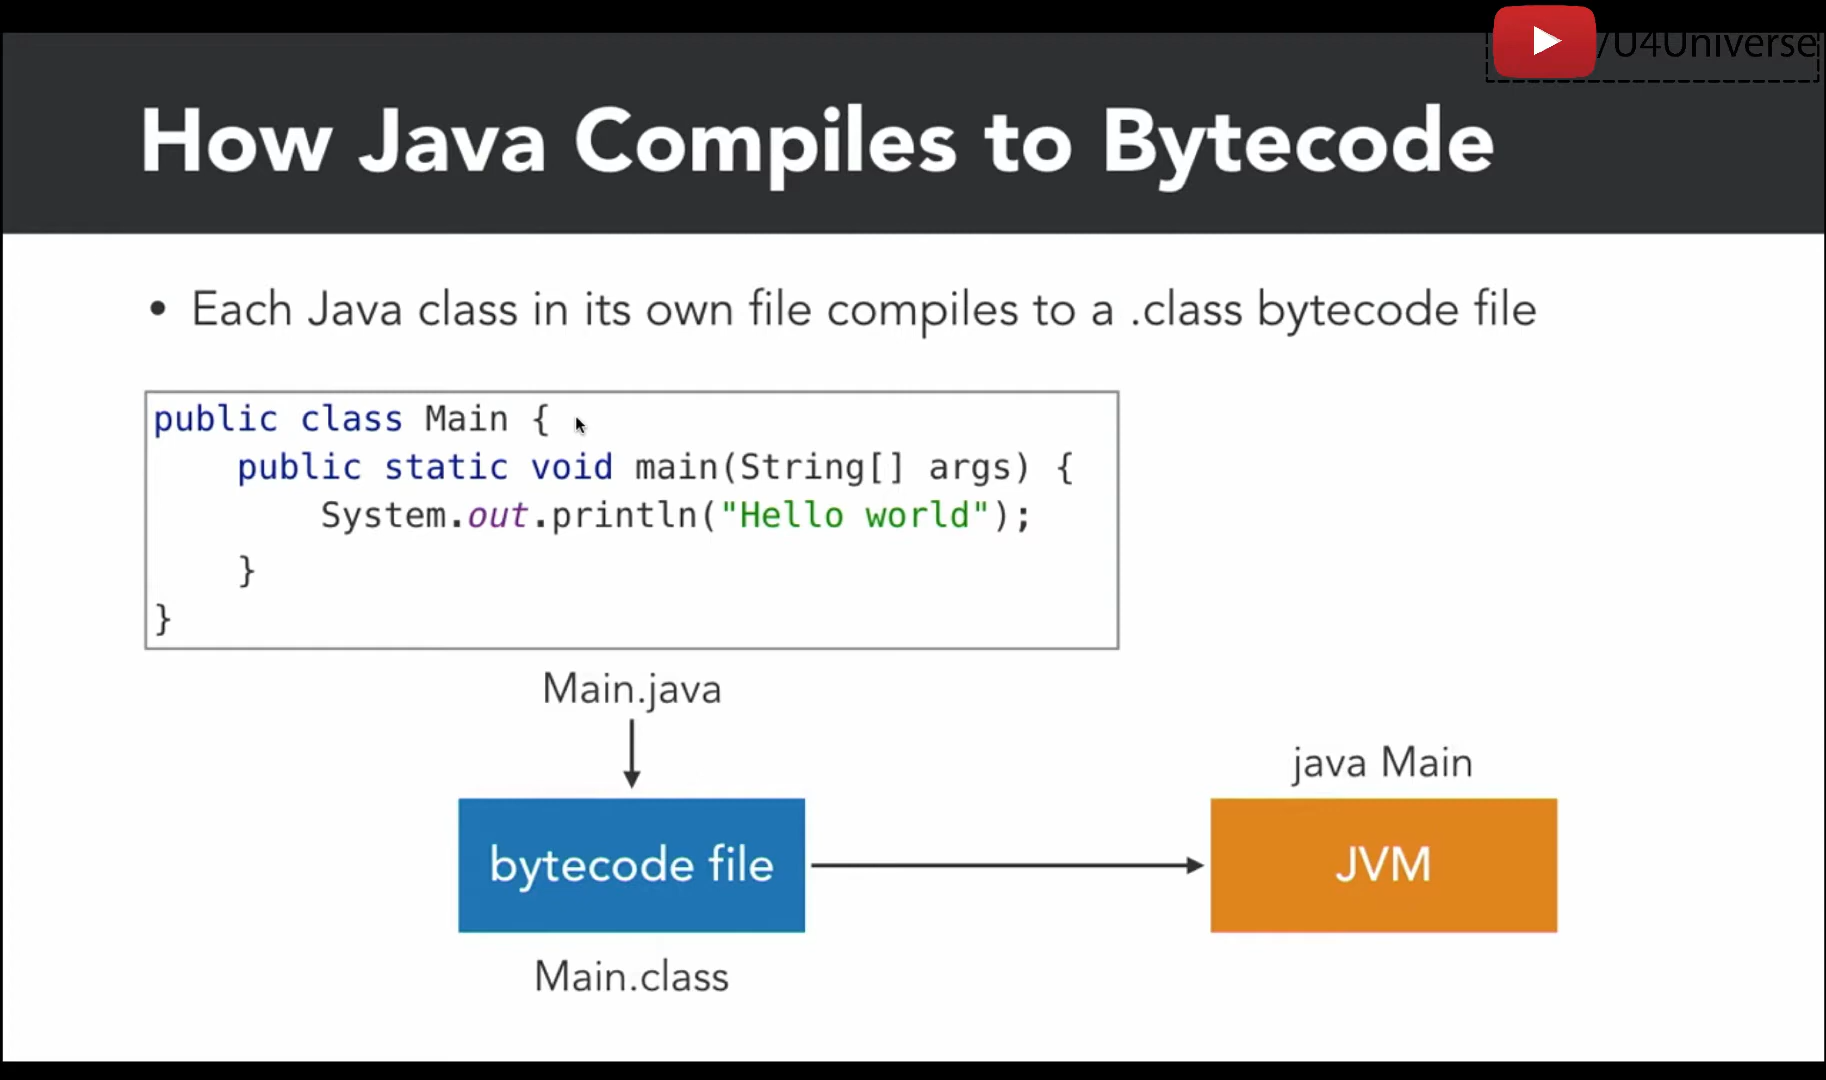 /U4Universe
How Java Compiles to Bytecode
• Each Java class in its own file compiles to a .class bytecode file
public class Main {
    public static void main(String[] args) {
        System.out.println("Hello world");
    }
}
Main.java
java Main
bytecode file
JVM
Main.class